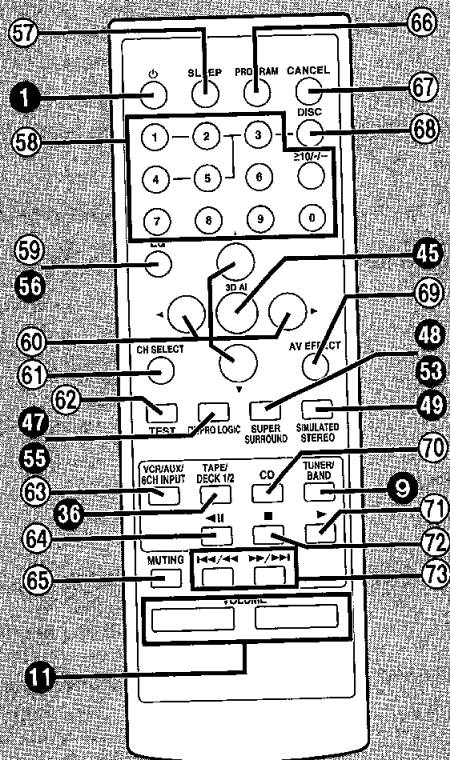 57
66
SLEEP PROGRAM CANCEL
1
67
DISC
58
68
1 2 3
≥10/-/--
4 5 6
7 8 9 0
59
45
56
3D AI
69
60
48
CH SELECT AV EFFECT
61
53
62
49
47
TEST PRO LOGIC SUPER SURROUND SIMULATED STEREO
55
70
VCR/AUX/ 6CH INPUT TAPE/ DECK 1/2 CD TUNER/ BAND
63
9
36
71
64
72
MUTING
65
73
VOLUME
11